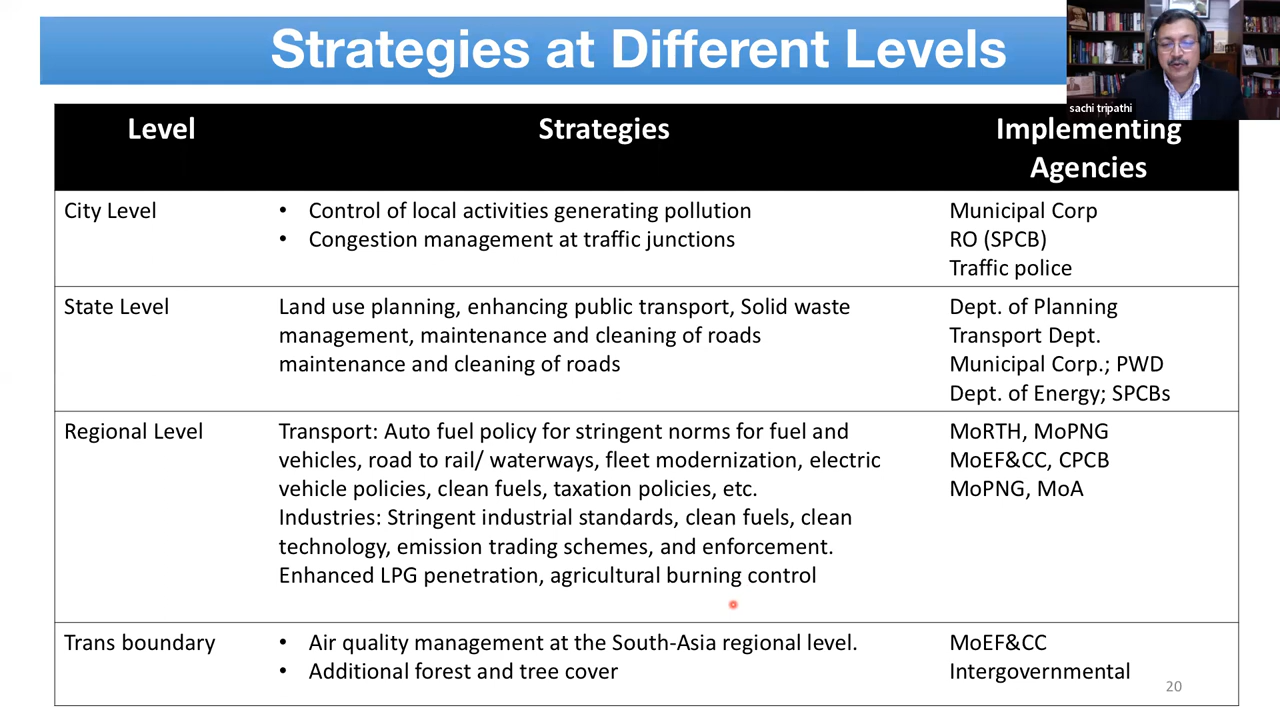 Strategies at Different Levels
sachi tripathi
Level
Strategies
Implementing
Agencies
City Level
• Control of local activities generating pollution
• Congestion management at traffic junctions
Municipal Corp
RO (SPCB)
Traffic police
State Level
Land use planning, enhancing public transport, Solid waste
management, maintenance and cleaning of roads
maintenance and cleaning of roads
Dept. of Planning
Transport Dept.
Municipal Corp.; PWD
Dept. of Energy; SPCBs
Regional Level
Transport: Auto fuel policy for stringent norms for fuel and
vehicles, road to rail/ waterways, fleet modernization, electric
vehicle policies, clean fuels, taxation policies, etc.
Industries: Stringent industrial standards, clean fuels, clean
technology, emission trading schemes, and enforcement.
Enhanced LPG penetration, agricultural burning control
MoRTH, MoPNG
MoEF&CC, CPCB
MoPNG, MoA
Trans boundary
• Air quality management at the South-Asia regional level.
• Additional forest and tree cover
MoEF&CC
Intergovernmental
20